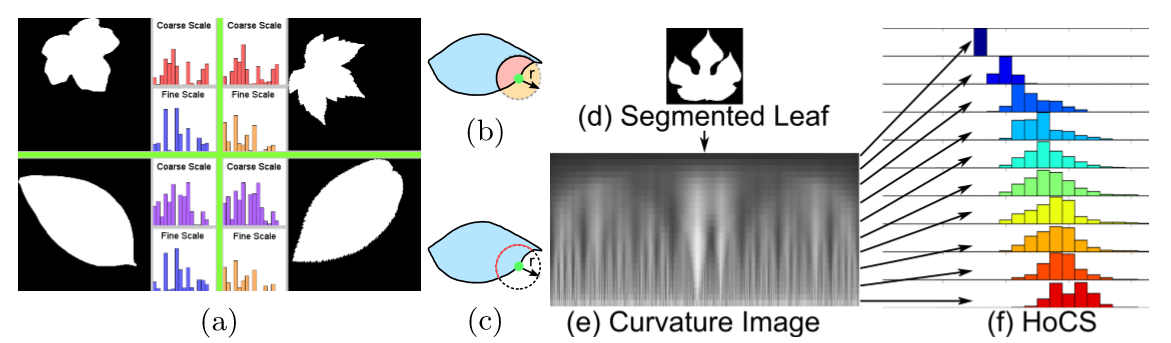 Coarse Scale
Coarse Scale
Fine Scale
Fine Scale
Coarse Scale
Coarse Scale
Fine Scale
Fine Scale
(a)
r
(b)
r
(c)
(d) Segmented Leaf
(e) Curvature Image
(f) HoCS